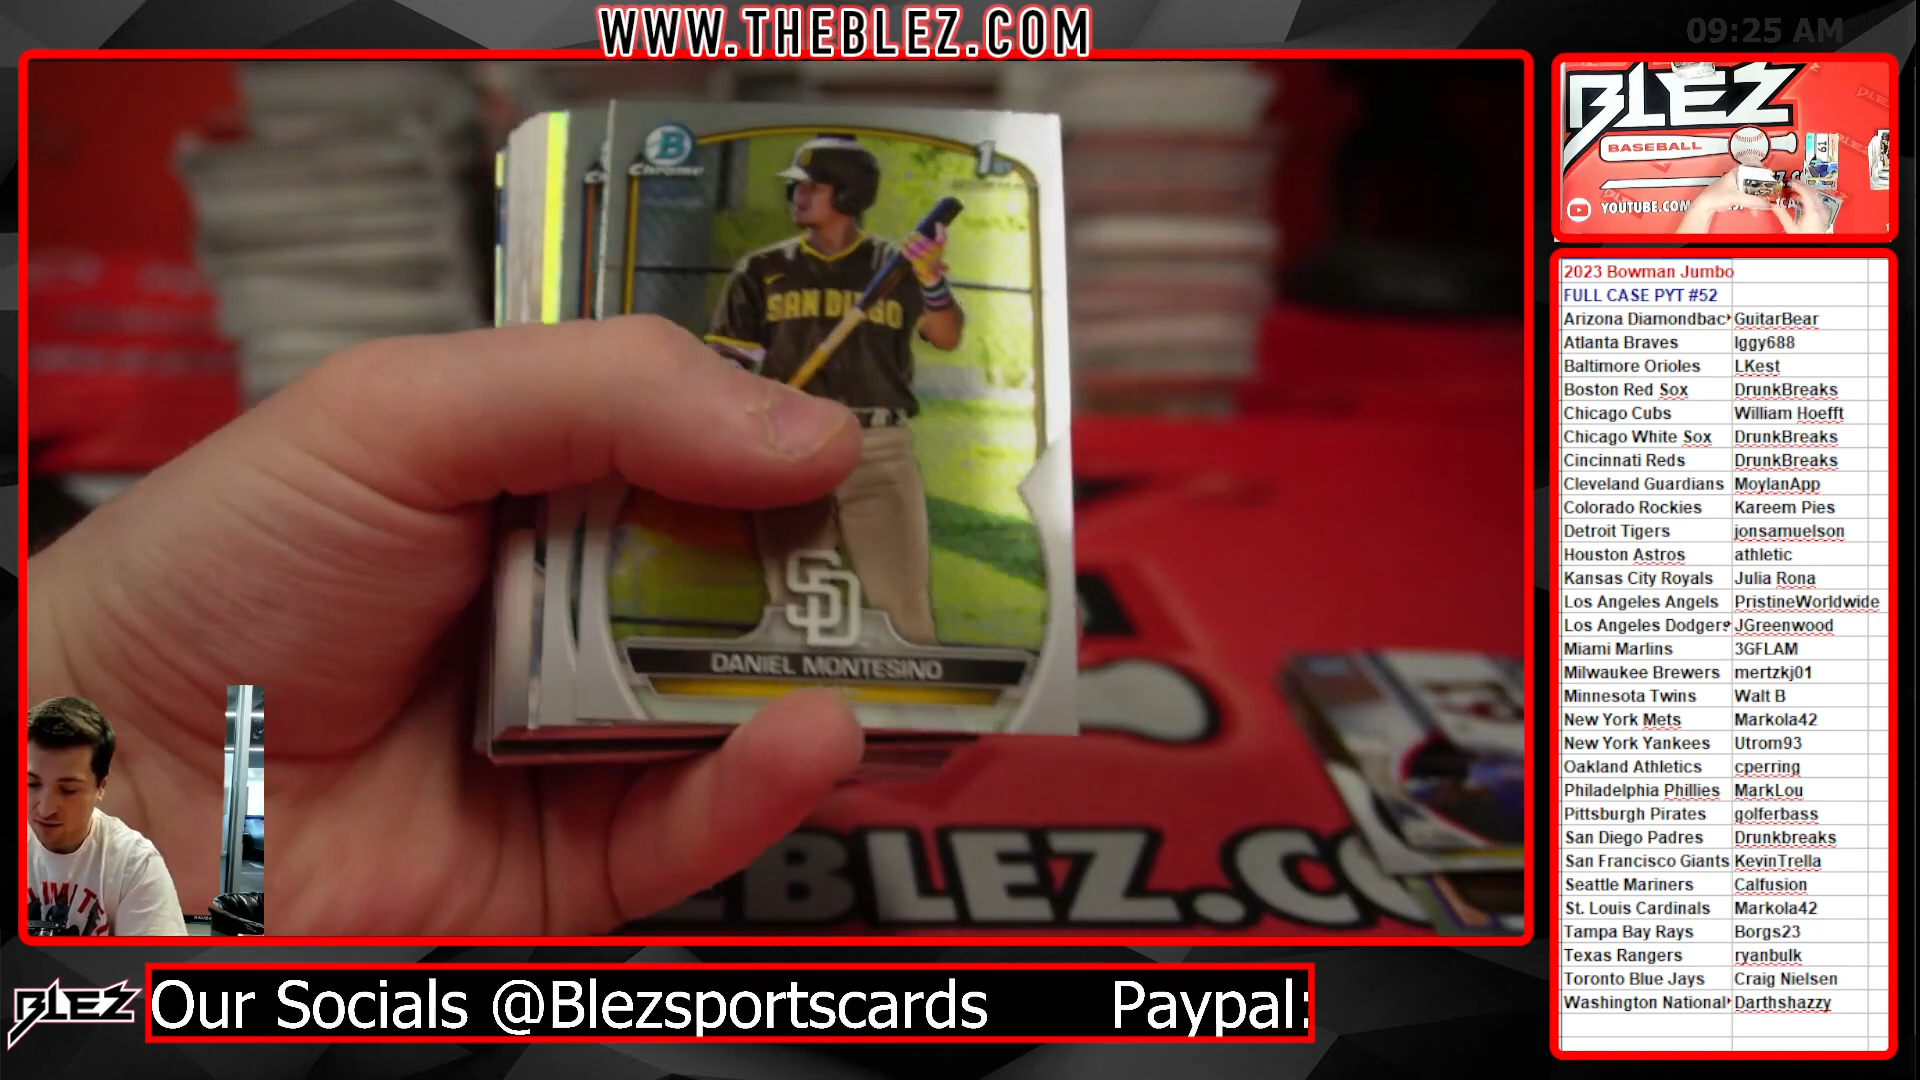 WWW.THEBLEZ.COM
09:25 AM
B
Chrome
1st
SAN DIEGO
SD
DANIEL MONTESINO
BLEZ.C
BLEZ
BASEBALL
YOUTUBE.COM
19
2023 Bowman Jumbo
FULL CASE PYT #52
Arizona Diamondbac GuitarBear
Atlanta Braves Iggy688
Baltimore Orioles LKest
Boston Red Sox DrunkBreaks
Chicago Cubs William Hoefft
Chicago White Sox DrunkBreaks
Cincinnati Reds DrunkBreaks
Cleveland Guardians MoylanApp
Colorado Rockies Kareem Pies
Detroit Tigers jonsamuelson
Houston Astros athletic
Kansas City Royals Julia Rona
Los Angeles Angels PristineWorldwide
Los Angeles Dodgers JGreenwood
Miami Marlins 3GFLAM
Milwaukee Brewers mertzkj01
Minnesota Twins Walt B
New York Mets Markola42
New York Yankees Utrom93
Oakland Athletics cperring
Philadelphia Phillies MarkLou
Pittsburgh Pirates golferbass
San Diego Padres Drunkbreaks
San Francisco Giants KevinTrella
Seattle Mariners Calfusion
St. Louis Cardinals Markola42
Tampa Bay Rays Borgs23
Texas Rangers ryanbulk
Toronto Blue Jays Craig Nielsen
Washington National Darthshazzy
BLEZ
Our Socials @Blezsportscards Paypal: